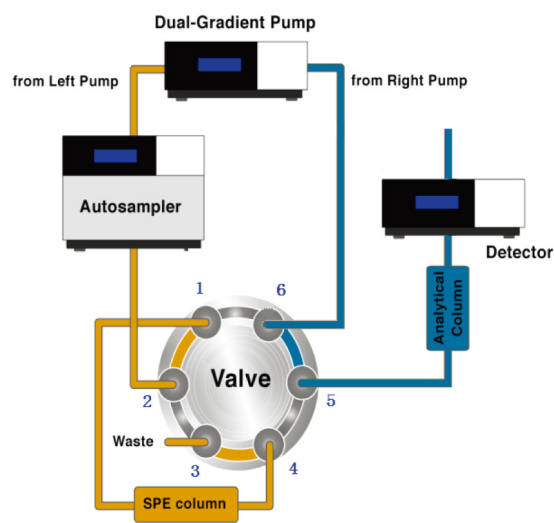 Dual-Gradient Pump
from Left Pump
from Right Pump
Autosampler
Detector
Analytical
Column
1
6
Valve
2
5
Waste
3
4
SPE column